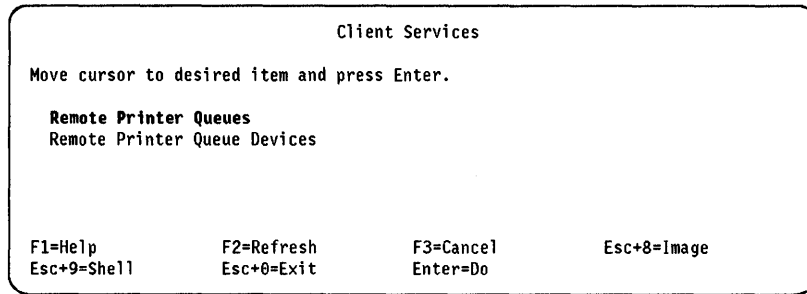 Client Services
Move cursor to desired item and press Enter.
Remote Printer Queues
Remote Printer Queue Devices
F1=Help F2=Refresh F3=Cancel Esc+8=Image
Esc+9=Shell Esc+0=Exit Enter=Do